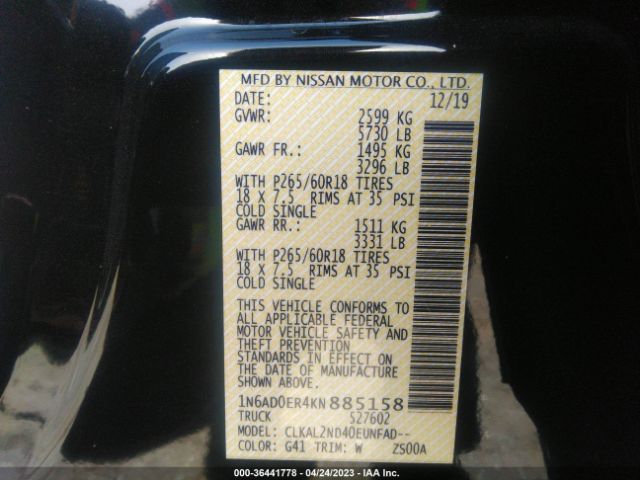 MFD BY NISSAN MOTOR CO., LTD.
DATE: 12/19
GVWR: 2599 KG
5730 LB
GAWR FR.: 1495 KG
3296 LB
WITH P265/60R18 TIRES
18 X 7.5 RIMS AT 35 PSI
COLD SINGLE
GAWR RR.: 1511 KG
3331 LB
WITH P265/60R18 TIRES
18 X 7.5 RIMS AT 35 PSI
COLD SINGLE
THIS VEHICLE CONFORMS TO
ALL APPLICABLE FEDERAL
MOTOR VEHICLE SAFETY AND
THEFT PREVENTION
STANDARDS IN EFFECT ON
THE DATE OF MANUFACTURE
SHOWN ABOVE.
1N6AD0ER4KN885158
TRUCK 527602
MODEL: CLKAL2ND40EUNFAD--
COLOR: G41 TRIM: W ZS00A
000-36441778 - 04/24/2023 - IAAI.COM